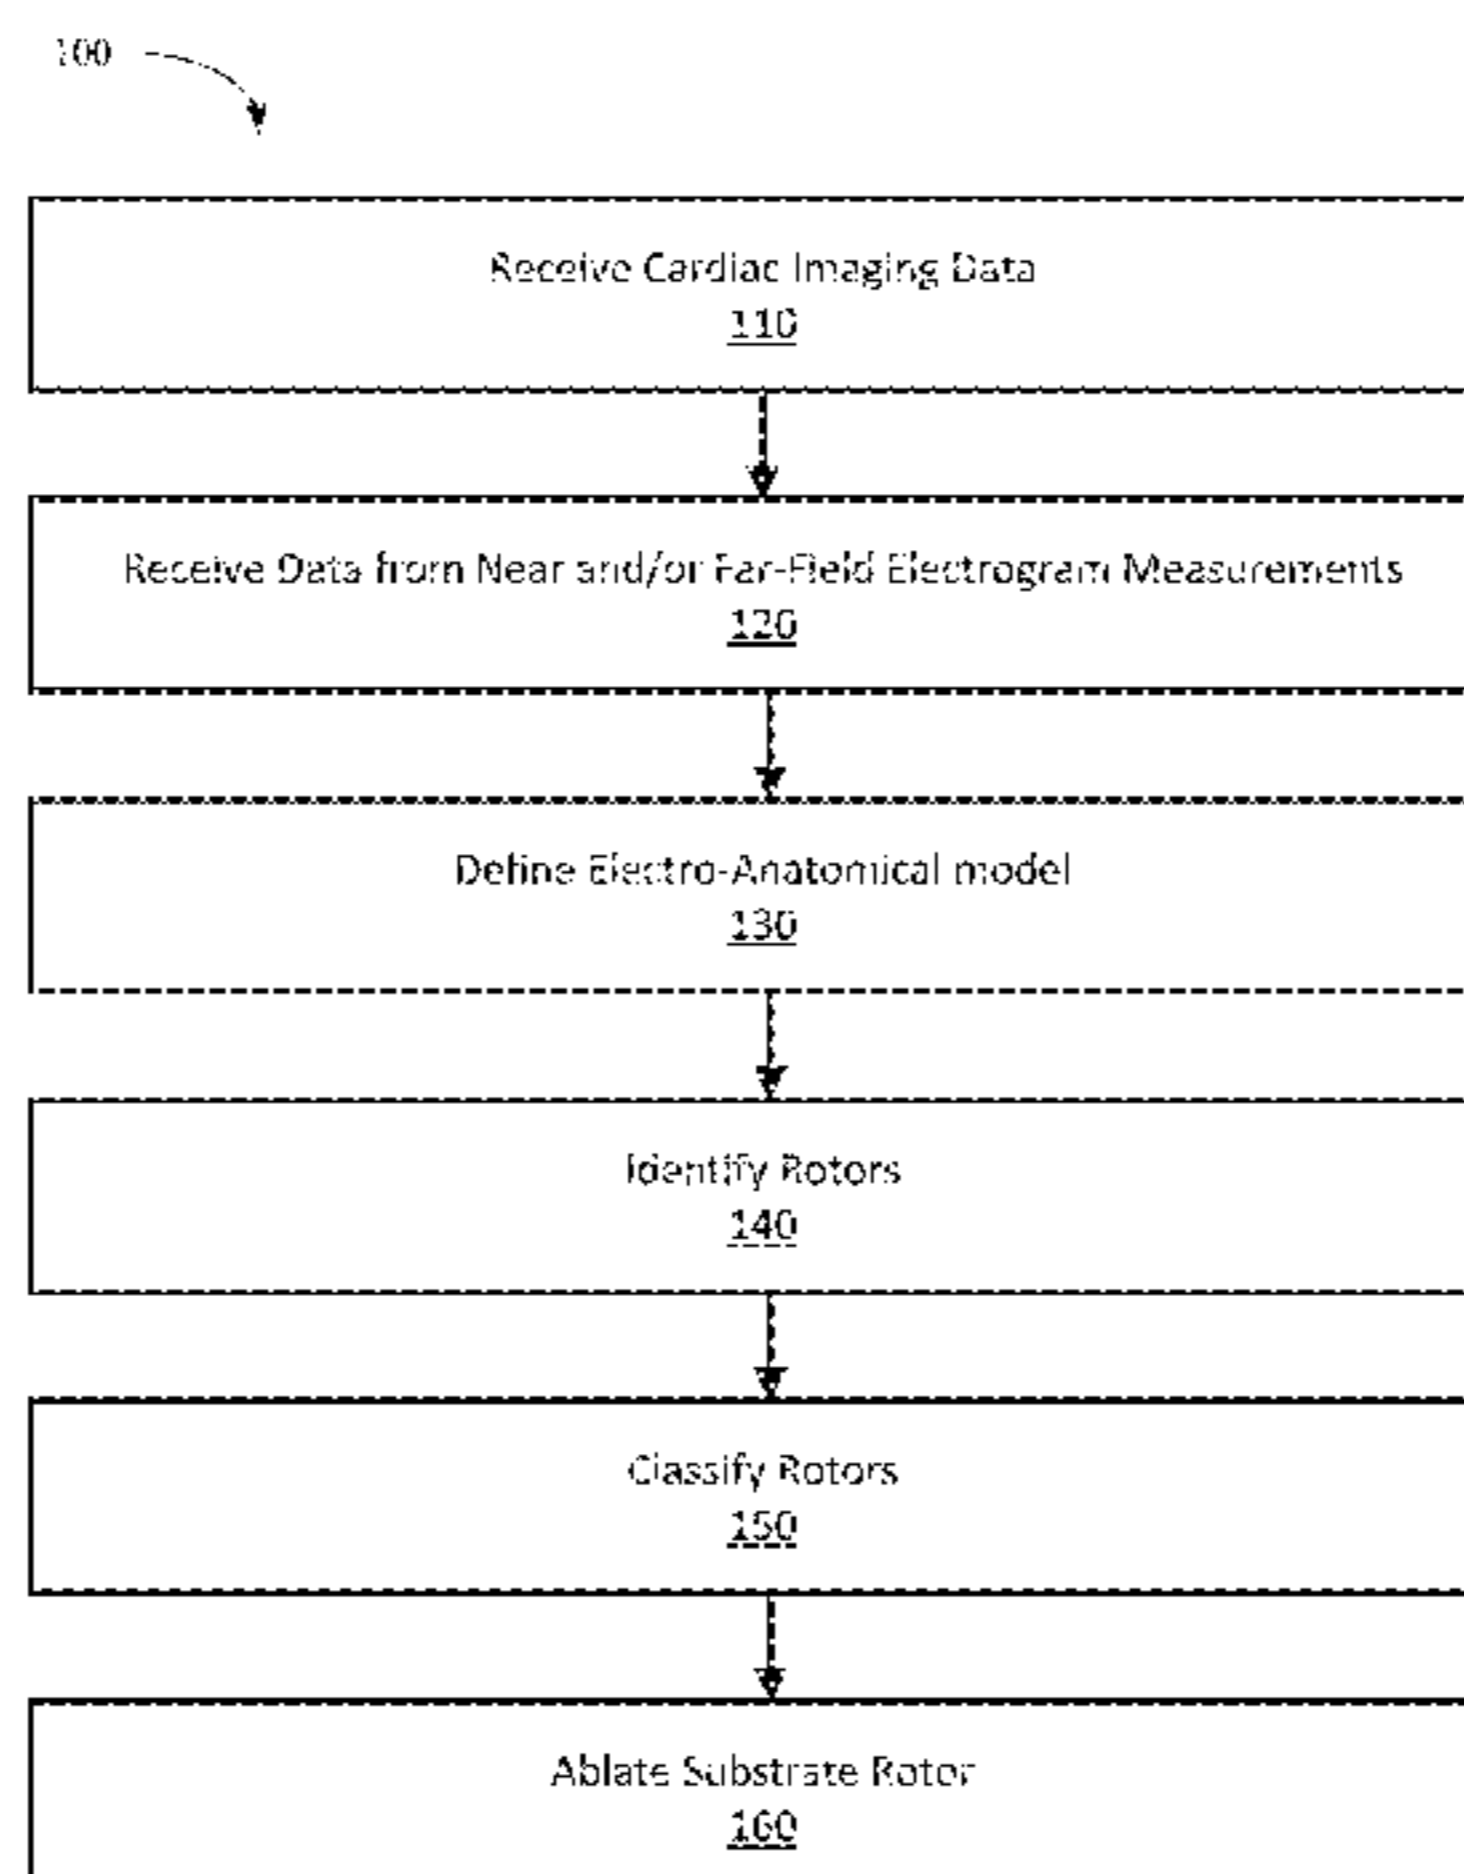 100
Receive Cardiac Imaging Data
110
Receive Data from Near and/or Far-Field Electrogram Measurements
120
Define Electro-Anatomical model
130
Identify Rotors
140
Classify Rotors
150
Ablate Substrate Rotor
160